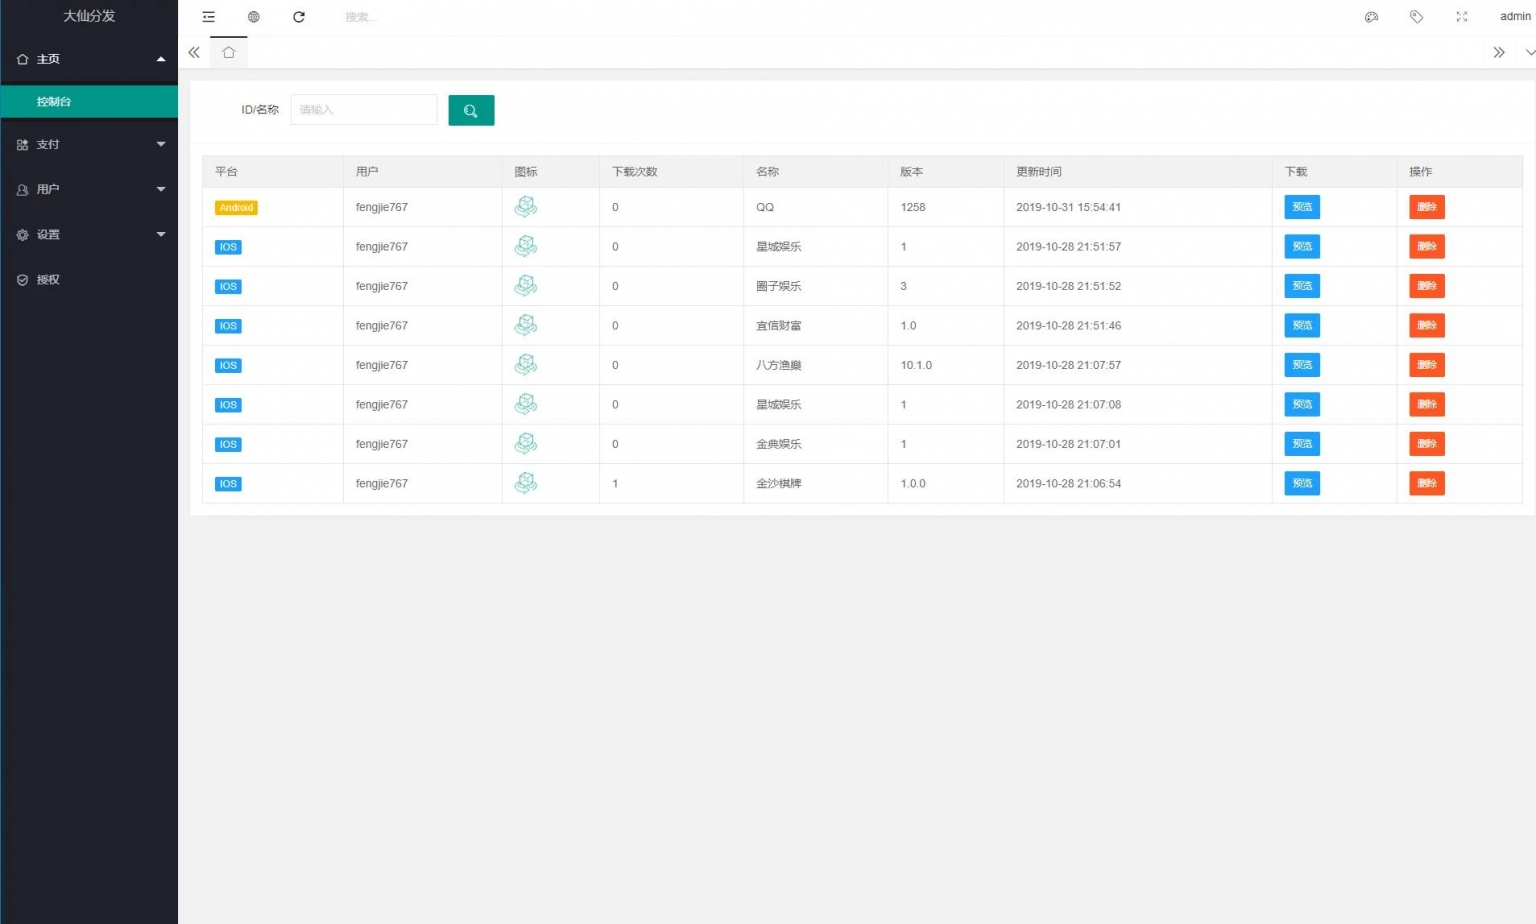 大仙分发
搜索...
admin
主页
控制台
支付
用户
设置
授权
ID/名称 请输入
平台 用户 图标 下载次数 名称 版本 更新时间 下载 操作
Android fengjie767 0 QQ 1258 2019-10-31 15:54:41 预览 删除
IOS fengjie767 0 星城娱乐 1 2019-10-28 21:51:57 预览 删除
IOS fengjie767 0 圈子娱乐 3 2019-10-28 21:51:52 预览 删除
IOS fengjie767 0 宜信财富 1.0 2019-10-28 21:51:46 预览 删除
IOS fengjie767 0 八方渔 10.1.0 2019-10-28 21:07:57 预览 删除
IOS fengjie767 0 星城娱乐 1 2019-10-28 21:07:08 预览 删除
IOS fengjie767 0 金典娱乐 1 2019-10-28 21:07:01 预览 删除
IOS fengjie767 1 金沙棋牌 1.0.0 2019-10-28 21:06:54 预览 删除